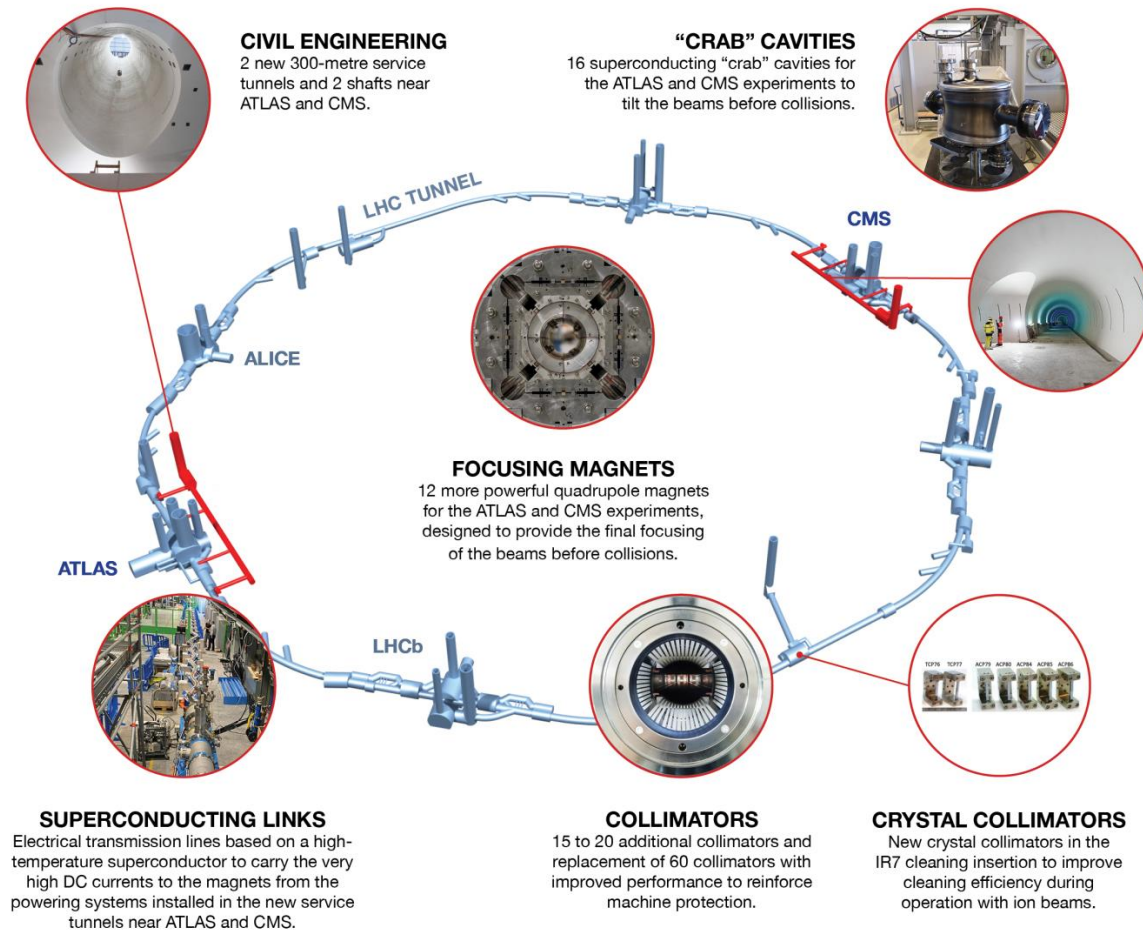 CIVIL ENGINEERING
2 new 300-metre service
tunnels and 2 shafts near
ATLAS and CMS.
“CRAB” CAVITIES
16 superconducting “crab” cavities for
the ATLAS and CMS experiments to
tilt the beams before collisions.
LHC TUNNEL
CMS
ALICE
FOCUSING MAGNETS
12 more powerful quadrupole magnets
for the ATLAS and CMS experiments,
designed to provide the final focusing
of the beams before collisions.
ATLAS
LHCb
TCP76 TCP77 ACP79 ACP80 ACP84 ACP85 ACP86
SUPERCONDUCTING LINKS
Electrical transmission lines based on a high-
temperature superconductor to carry the very
high DC currents to the magnets from the
powering systems installed in the new service
tunnels near ATLAS and CMS.
COLLIMATORS
15 to 20 additional collimators and
replacement of 60 collimators with
improved performance to reinforce
machine protection.
CRYSTAL COLLIMATORS
New crystal collimators in the
IR7 cleaning insertion to improve
cleaning efficiency during
operation with ion beams.